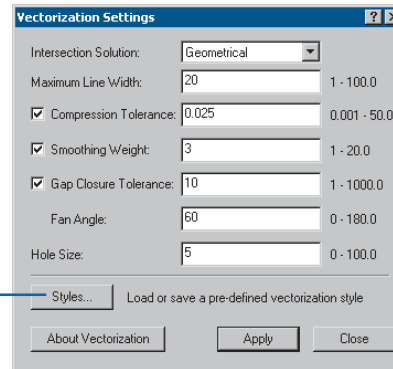 Vectorization Settings
Intersection Solution: Geometrical
Maximum Line Width: 20 1 - 100.0
Compression Tolerance: 0.025 0.001 - 50.0
Smoothing Weight: 3 1 - 20.0
Gap Closure Tolerance: 10 1 - 1000.0
Fan Angle: 60 0 - 180.0
Hole Size: 5 0 - 100.0
Styles... Load or save a pre-defined vectorization style
About Vectorization Apply Close